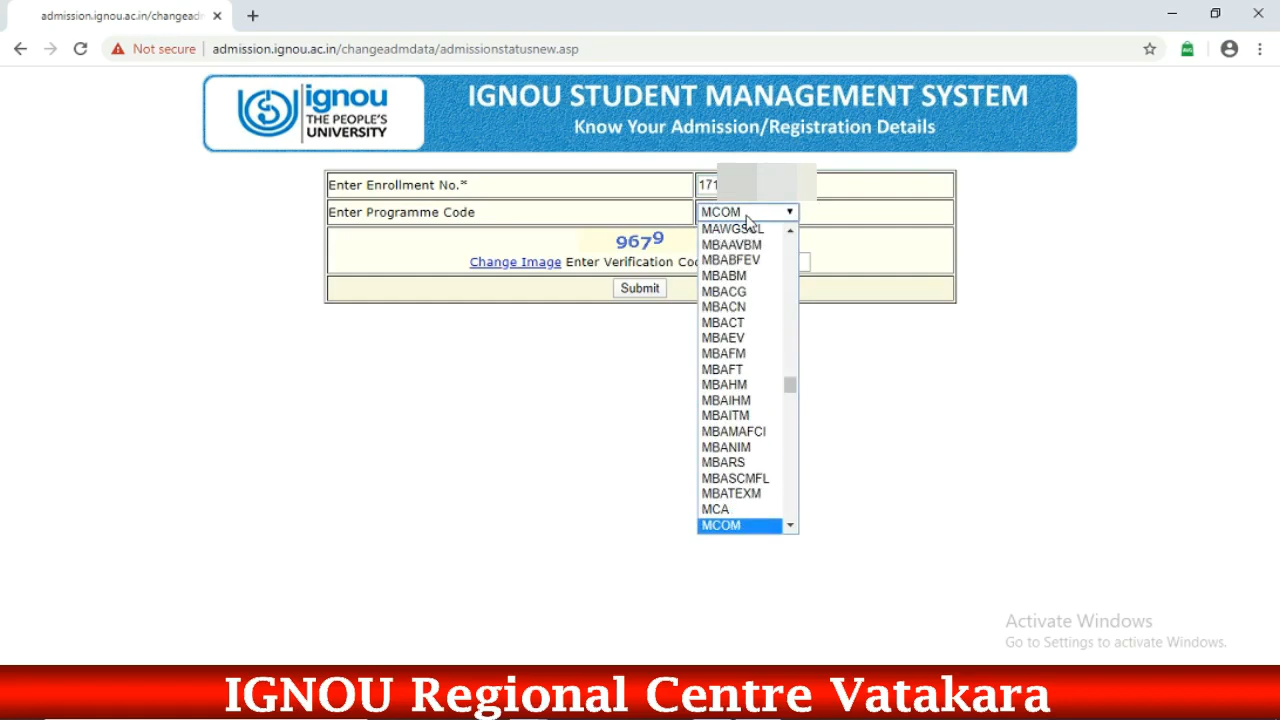 admission.ignou.ac.in/changeadm
Not secure
admission.ignou.ac.in/changeadmdata/admissionstatusnew.asp
ignou
THE PEOPLE'S
UNIVERSITY
IGNOU STUDENT MANAGEMENT SYSTEM
Know Your Admission/Registration Details
Enter Enrollment No.* 171
Enter Programme Code MCOM
9679
Change Image Enter Verification
Submit
MAWGSCL
MBAAVBM
MBABFEV
MBABM
MBACG
MBACN
MBACT
MBAEV
MBAFM
MBAFT
MBAHM
MBAIHM
MBAITM
MBAMAFCI
MBANIM
MBARS
MBASCMFL
MBATEXM
MCA
MCOM
Activate Windows
Go to Settings to activate Windows.
IGNOU Regional Centre Vatakara